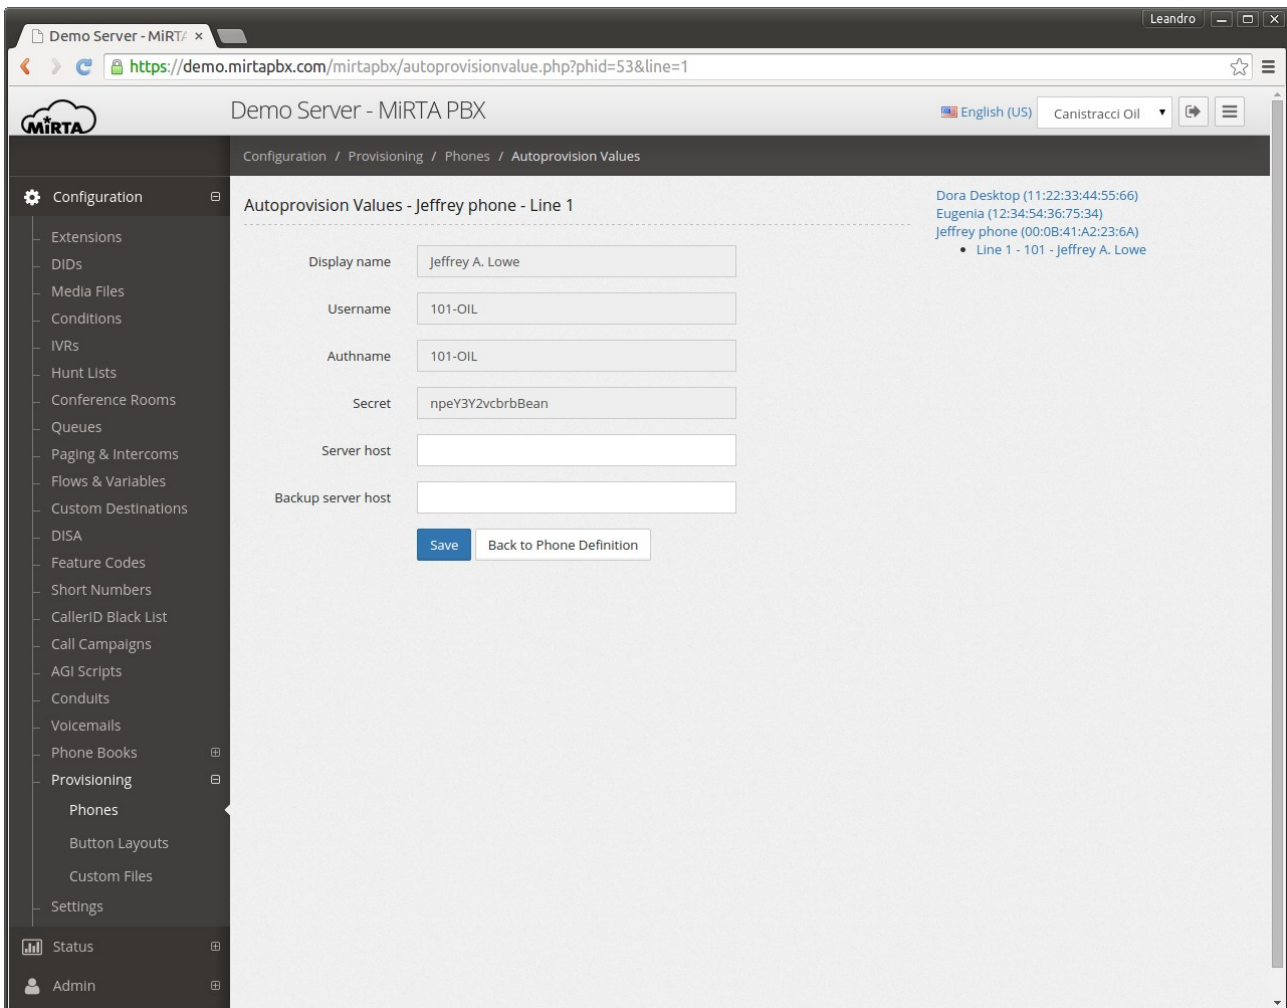 Leandro
Demo Server - MiRTA
https://demo.mirtapbx.com/mirtapbx/autoprovisionvalue.php?phid=53&line=1
MiRTA
Demo Server - MiRTA PBX
English (US)
Canistracci Oil
Configuration / Provisioning / Phones / Autoprovision Values
Configuration
Extensions
DIDs
Media Files
Conditions
IVRs
Hunt Lists
Conference Rooms
Queues
Paging & Intercoms
Flows & Variables
Custom Destinations
DISA
Feature Codes
Short Numbers
CallerID Black List
Call Campaigns
AGI Scripts
Conduits
Voicemails
Phone Books
Provisioning
Phones
Button Layouts
Custom Files
Settings
Status
Admin
Autoprovision Values - Jeffrey phone - Line 1
Display name
Jeffrey A. Lowe
Username
101-OIL
Authname
101-OIL
Secret
npeY3Y2vcbrbBean
Server host
Backup server host
Save
Back to Phone Definition
Dora Desktop (11:22:33:44:55:66)
Eugenia (12:34:54:36:75:34)
Jeffrey phone (00:0B:41:A2:23:6A)
• Line 1 - 101 - Jeffrey A. Lowe